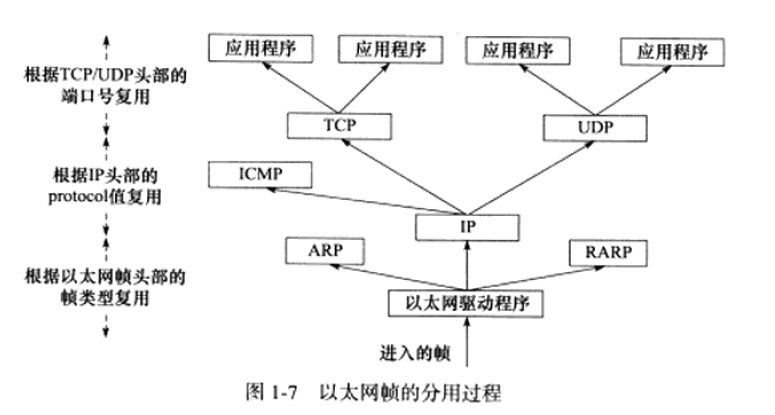 应用程序
应用程序
应用程序
应用程序
根据TCP/UDP头部的
端口号复用
TCP
UDP
根据IP头部的
protocol值复用
ICMP
IP
ARP
RARP
根据以太网帧头部的
帧类型复用
以太网驱动程序
进入的帧
图 1-7 以太网帧的分用过程